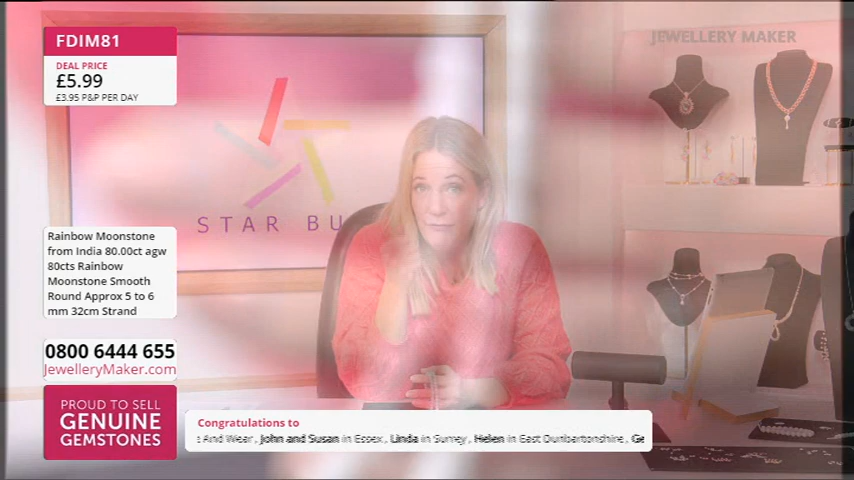 FDIM81
DEAL PRICE
£5.99
£3.95 P&P PER DAY
JEWELLERY MAKER
STAR BU
Rainbow Moonstone
from India 80.00ct agw
80cts Rainbow
Moonstone Smooth
Round Approx 5 to 6
mm 32cm Strand
0800 6444 655
JewelleryMaker.com
PROUD TO SELL
GENUINE
GEMSTONES
Congratulations to
And Wear, John and Susan in Essex, Linda in Surrey, Helen in East Dunbartonshire, Ge